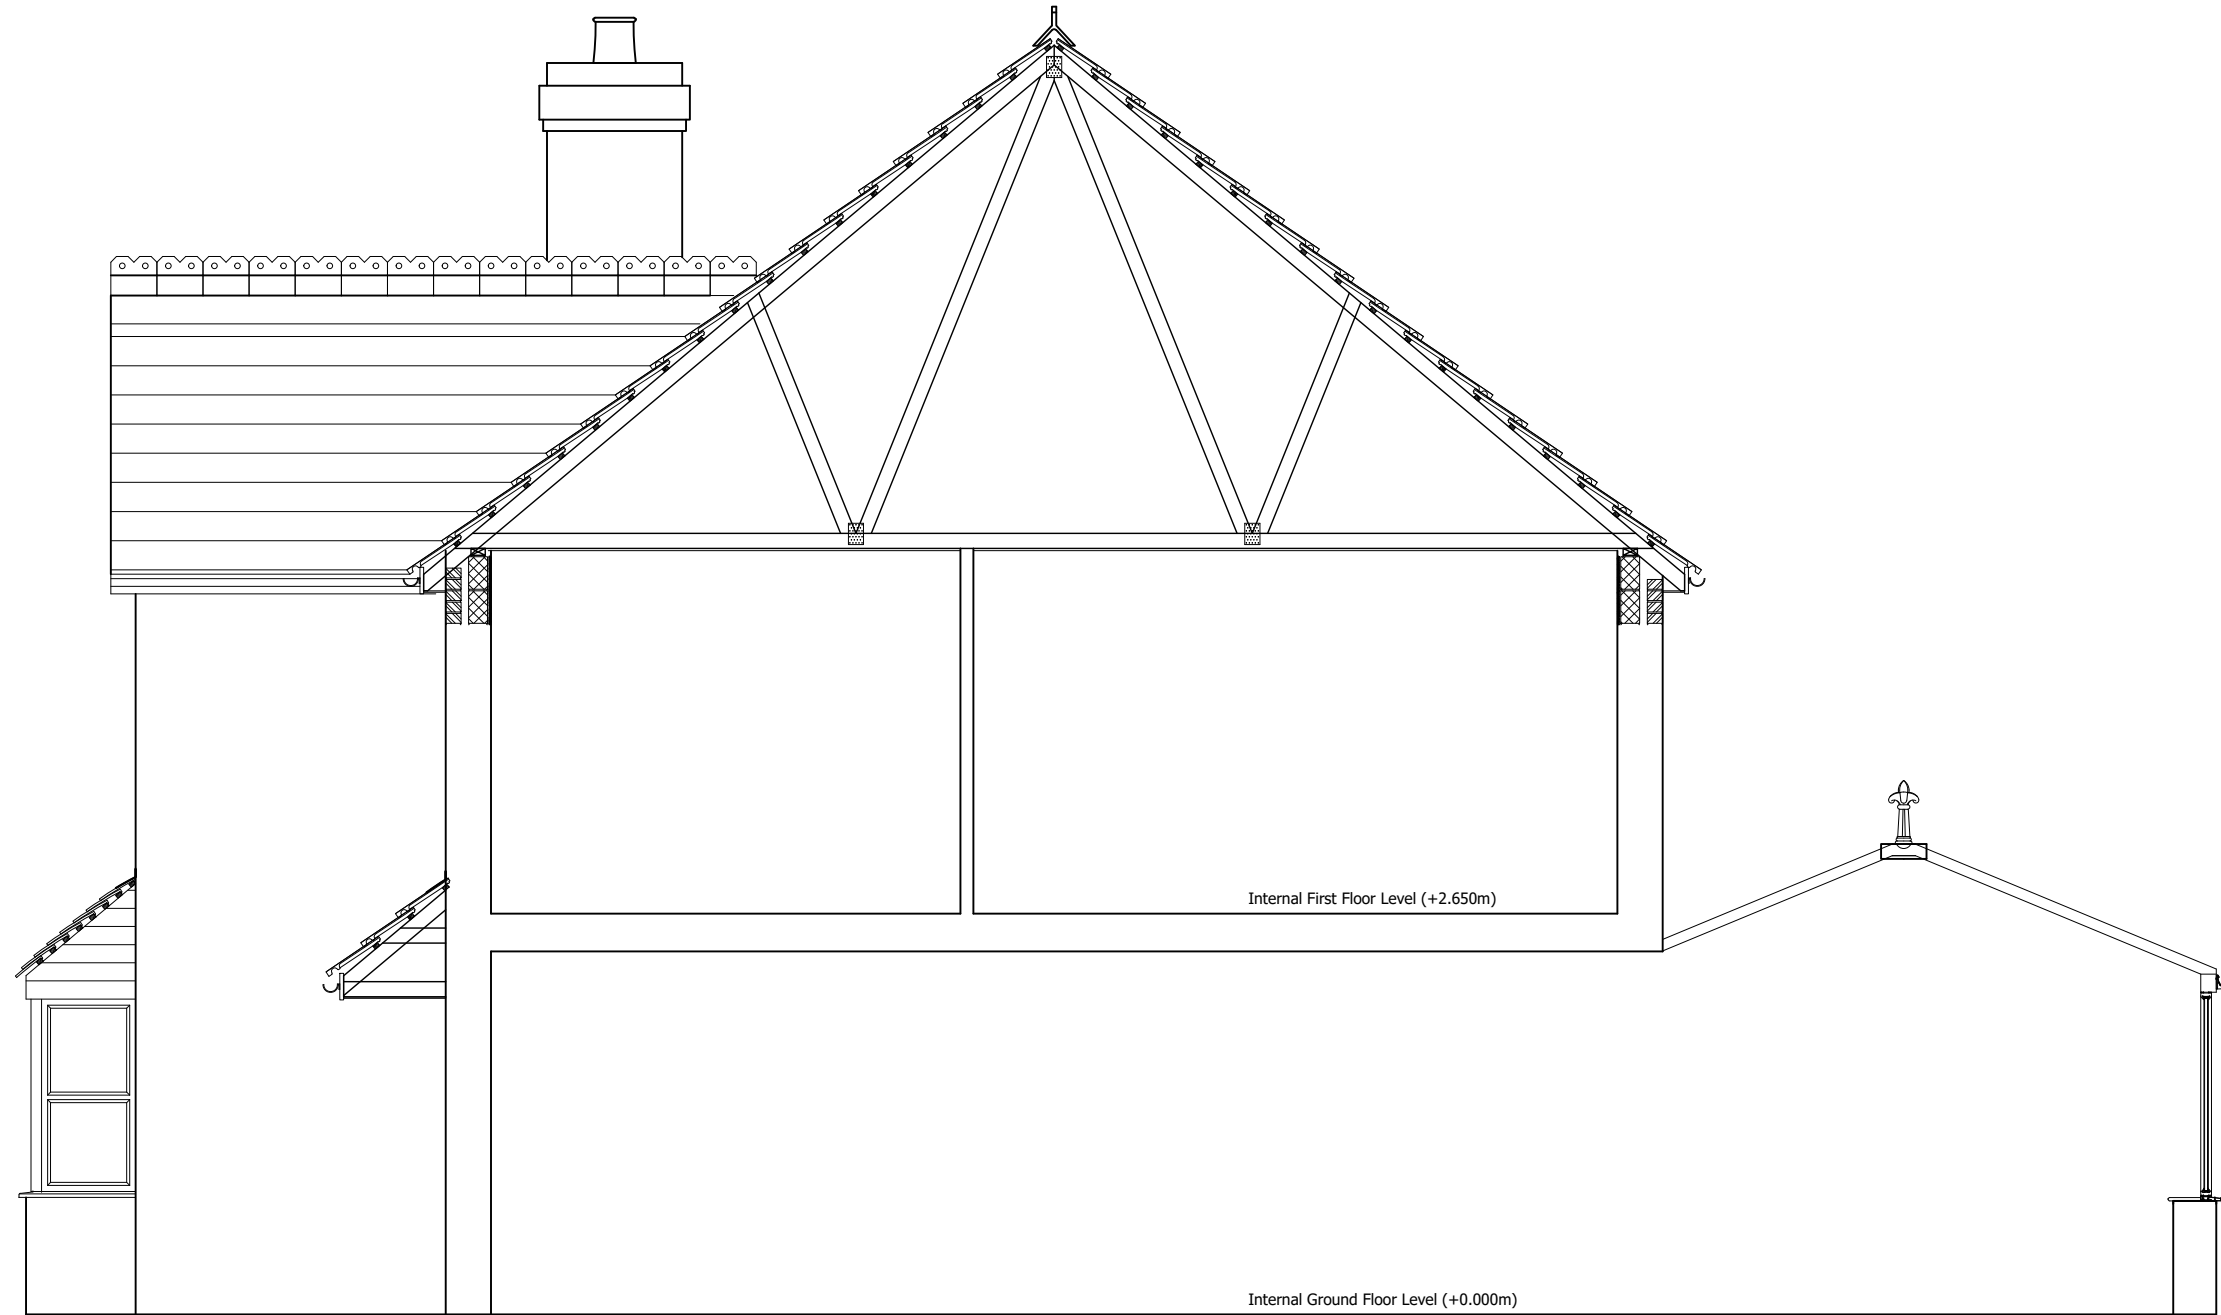 Internal First Floor Level (+2.650m)
Internal Ground Floor Level (+0.000m)